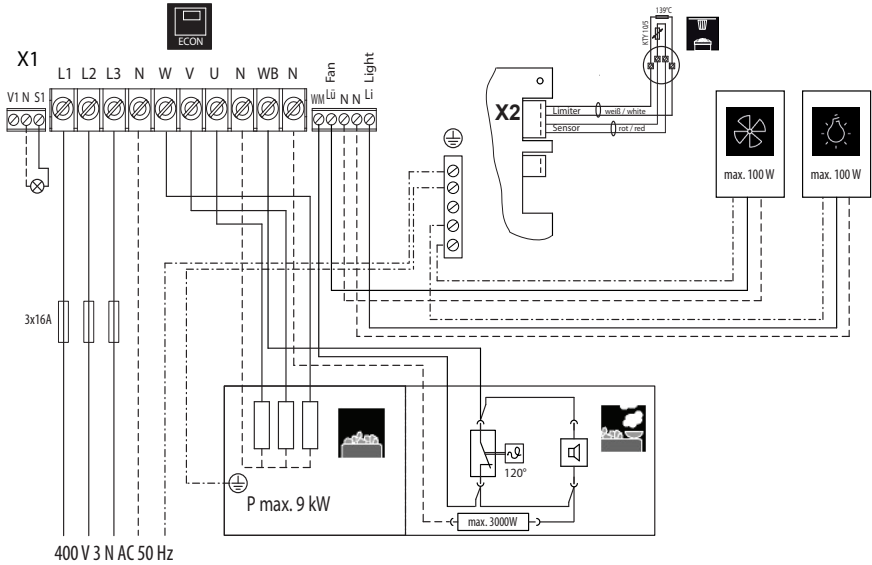 ECON
X1
L1 L2 L3 N W V U N WB N
Fan
Lü
Light
Li
WM
N N
V1 N S1
139°C
KTY 10/5
X2
Limiter
weiß / white
Sensor
rot / red
max. 100 W
max. 100 W
3x16A
120°
P max. 9 kW
max. 3000W
400 V 3 N AC 50 Hz